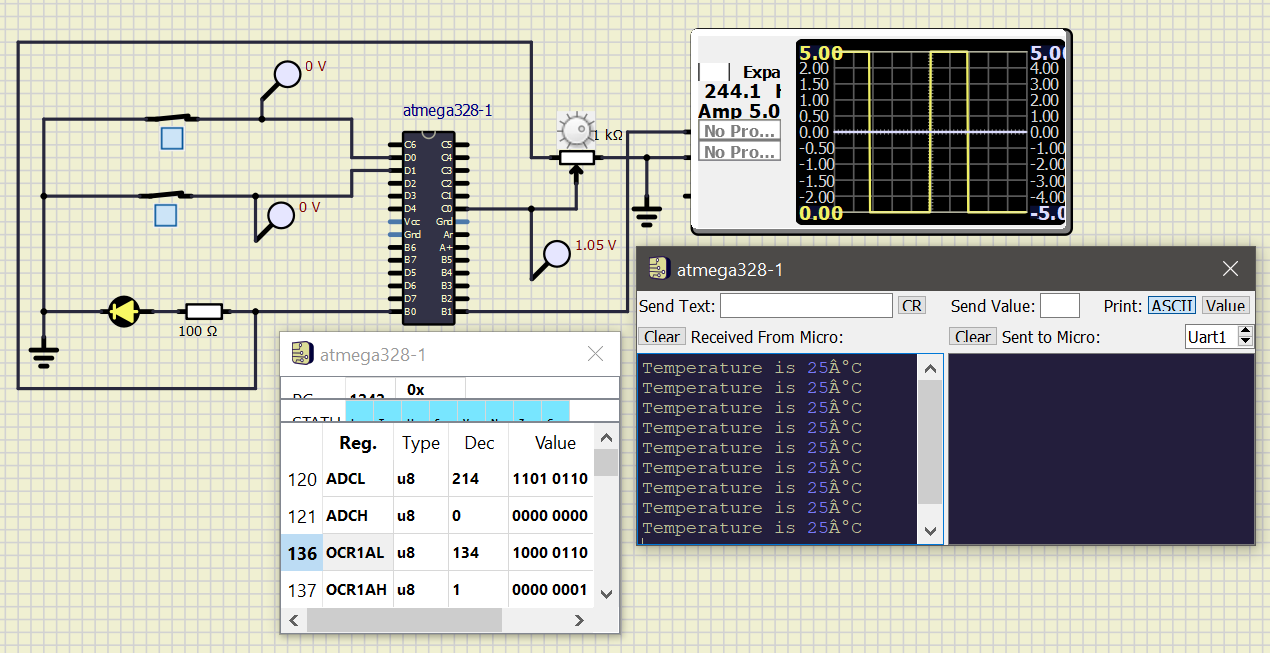 0 V
atmega328-1
1 kΩ
0 V
1.05 V
100 Ω
C6 C5
D0 C4
D1 C3
D2 C2
D3 C1
D4 C0
Vcc Gnd
Gnd Ar
B6 A+
B7 B5
D5 B4
D6 B3
D7 B2
B0 B1
Expa
244.1 H
Amp 5.0
No Pro...
No Pro...
5.00 5.0
2.00 4.00
1.50 3.00
1.00 2.00
0.50 1.00
0.00 0.00
-0.50 -1.00
-1.00 -2.00
-1.50 -3.00
-2.00 -4.00
0.00 -5.0
atmega328-1
Send Text: CR Send Value: Print: ASCII Value
Clear Received From Micro: Clear Sent to Micro: Uart1
Temperature is 25Â°C
Temperature is 25Â°C
Temperature is 25Â°C
Temperature is 25Â°C
Temperature is 25Â°C
Temperature is 25Â°C
Temperature is 25Â°C
Temperature is 25Â°C
Temperature is 25Â°C
atmega328-1
PC 1242 0x
Reg. Type Dec Value
120 ADCL u8 214 1101 0110
121 ADCH u8 0 0000 0000
136 OCR1AL u8 134 1000 0110
137 OCR1AH u8 1 0000 0001